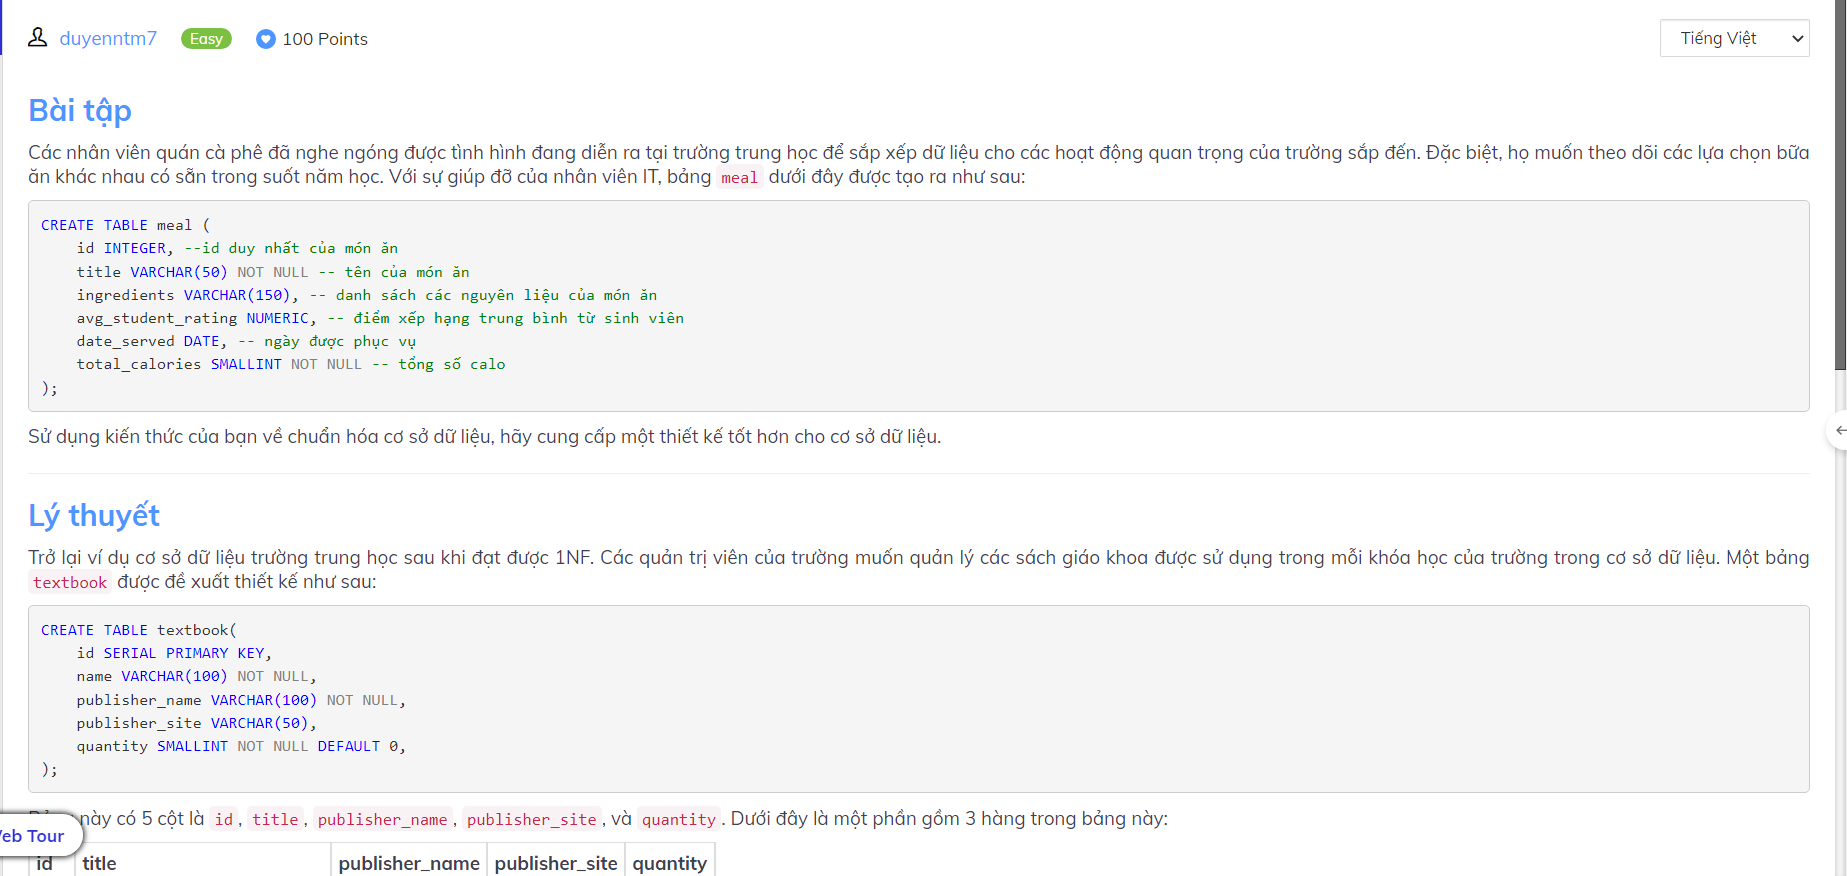 duyenntm7 Easy 100 Points Tiếng Việt
Bài tập
Các nhân viên quán cà phê đã nghe ngóng được tình hình đang diễn ra tại trường trung học để sắp xếp dữ liệu cho các hoạt động quan trọng của trường sắp đến. Đặc biệt, họ muốn theo dõi các lựa chọn bữa
ăn khác nhau có sẵn trong suốt năm học. Với sự giúp đỡ của nhân viên IT, bảng meal dưới đây được tạo ra như sau:
CREATE TABLE meal (
id INTEGER, --id duy nhất của món ăn
title VARCHAR(50) NOT NULL -- tên của món ăn
ingredients VARCHAR(150), -- danh sách các nguyên liệu của món ăn
avg_student_rating NUMERIC, -- điểm xếp hạng trung bình từ sinh viên
date_served DATE, -- ngày được phục vụ
total_calories SMALLINT NOT NULL -- tổng số calo
);
Sử dụng kiến thức của bạn về chuẩn hóa cơ sở dữ liệu, hãy cung cấp một thiết kế tốt hơn cho cơ sở dữ liệu.
Lý thuyết
Trở lại ví dụ cơ sở dữ liệu trường trung học sau khi đạt được 1NF. Các quản trị viên của trường muốn quản lý các sách giáo khoa được sử dụng trong mỗi khóa học của trường trong cơ sở dữ liệu. Một bảng
textbook được đề xuất thiết kế như sau:
CREATE TABLE textbook(
id SERIAL PRIMARY KEY,
name VARCHAR(100) NOT NULL,
publisher_name VARCHAR(100) NOT NULL,
publisher_site VARCHAR(50),
quantity SMALLINT NOT NULL DEFAULT 0,
);
này có 5 cột là id, title, publisher_name, publisher_site, và quantity. Dưới đây là một phần gồm 3 hàng trong bảng này:
Tour
id title publisher_name publisher_site quantity